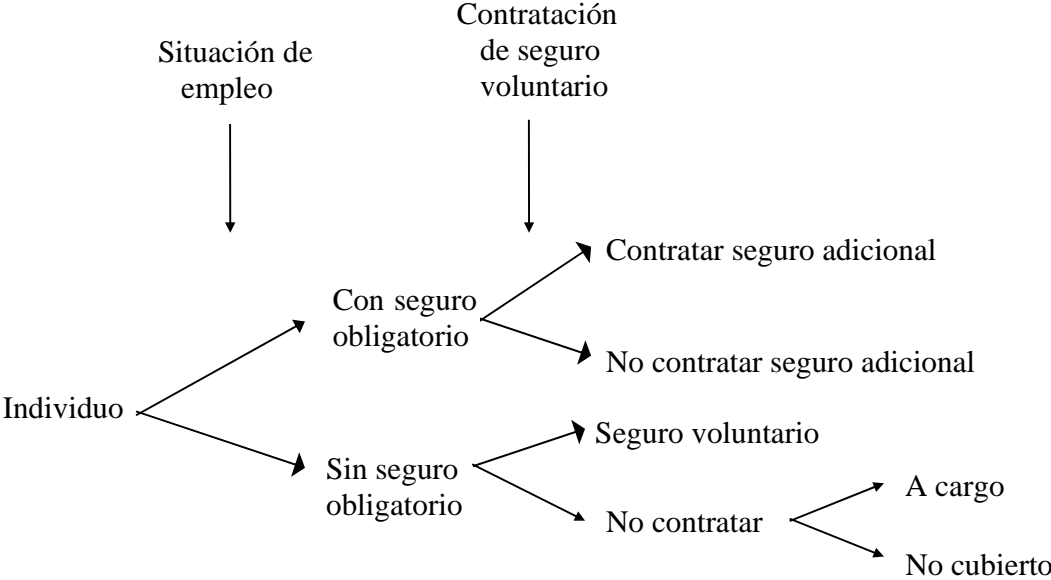 Contratación
de seguro
voluntario
Situación de
empleo
Contratar seguro adicional
Con seguro
obligatorio
No contratar seguro adicional
Individuo
Seguro voluntario
Sin seguro
obligatorio
A cargo
No contratar
No cubierto